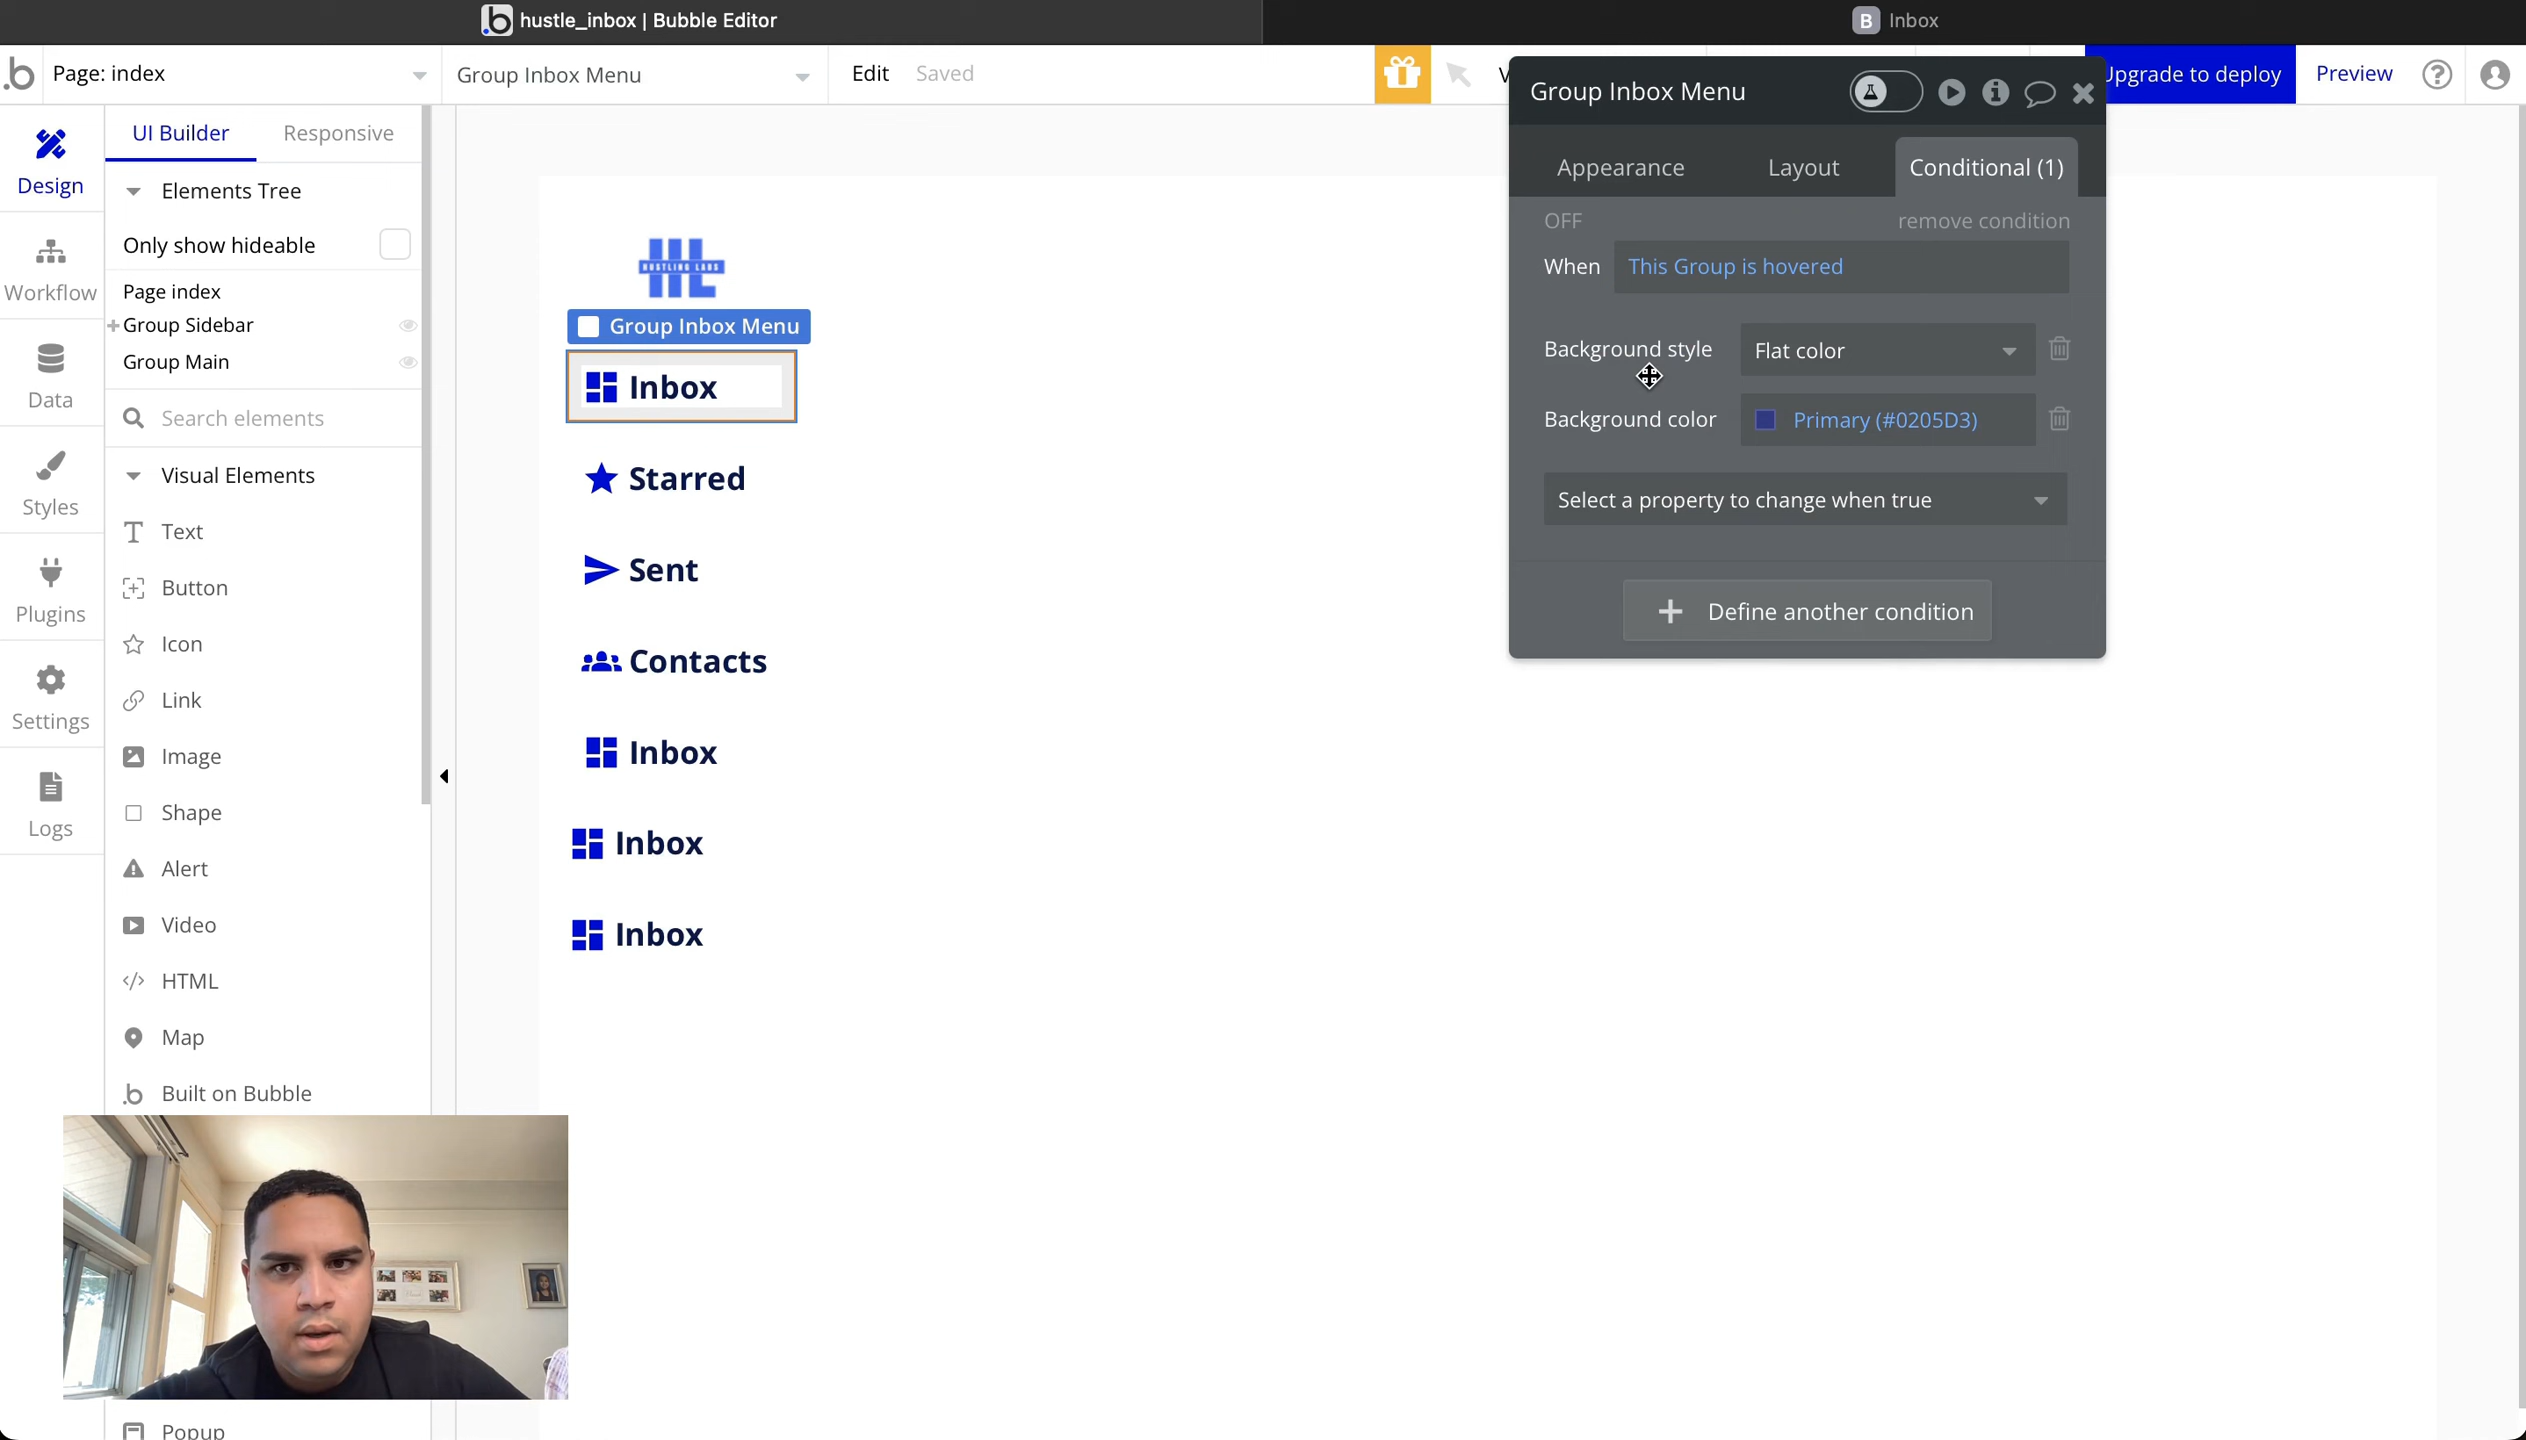 hustle_inbox | Bubble Editor
B Inbox
Page: index
Group Inbox Menu
Edit
Saved
Upgrade to deploy
Preview
Group Inbox Menu
Appearance
Layout
Conditional (1)
OFF
remove condition
When
This Group is hovered
Background style
Flat color
Background color
Primary (#0205D3)
Select a property to change when true
+ Define another condition
Design
Workflow
Data
Styles
Plugins
Settings
Logs
UI Builder
Responsive
Elements Tree
Only show hideable
Page index
Group Sidebar
Group Main
Search elements
Visual Elements
Text
Button
Icon
Link
Image
Shape
Alert
Video
HTML
Map
Built on Bubble
Popup
HUSTLING LABS
Group Inbox Menu
Inbox
Starred
Sent
Contacts
Inbox
Inbox
Inbox